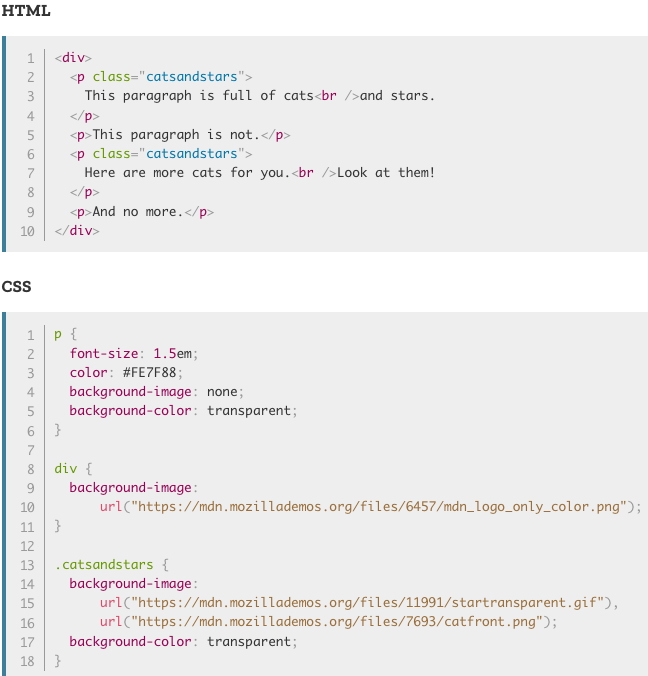 HTML
1 <div>
2   <p class="catsandstars">
3     This paragraph is full of cats<br />and stars.
4   </p>
5   <p>This paragraph is not.</p>
6   <p class="catsandstars">
7     Here are more cats for you.<br />Look at them!
8   </p>
9   <p>And no more.</p>
10 </div>
CSS
1 p {
2   font-size: 1.5em;
3   color: #FE7F88;
4   background-image: none;
5   background-color: transparent;
6 }
7
8 div {
9   background-image:
10       url("https://mdn.mozillademos.org/files/6457/mdn_logo_only_color.png");
11 }
12
13 .catsandstars {
14   background-image:
15       url("https://mdn.mozillademos.org/files/11991/startransparent.gif"),
16       url("https://mdn.mozillademos.org/files/7693/catfront.png");
17   background-color: transparent;
18 }